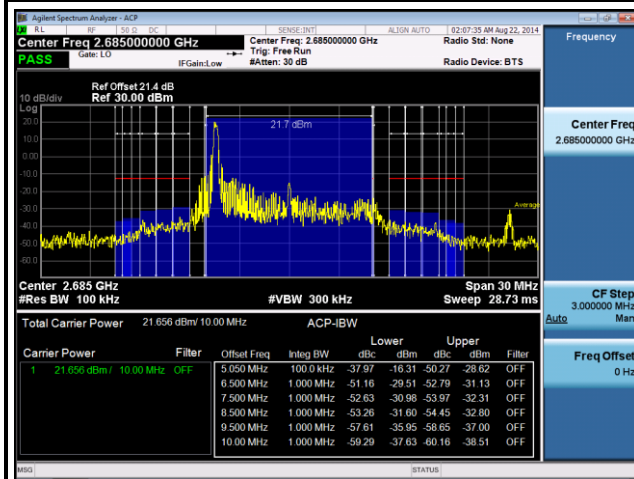 Agilent Spectrum Analyzer - ACP
RL RF 50 Ω DC SENSE:INT ALIGN AUTO 02:07:35 AM Aug 22, 2014
Center Freq 2.685000000 GHz Center Freq: 2.685000000 GHz Radio Std: None
Trig: Free Run
PASS Gate: LO IFGain:Low #Atten: 30 dB Radio Device: BTS
Frequency
Ref Offset 21.4 dB
10 dB/div Ref 30.00 dBm
Log
20.0
10.0
0.00
-10.0
-20.0
-30.0
-40.0
-50.0
-60.0
21.7 dBm
Average
Center Freq
2.685000000 GHz
Center 2.685 GHz Span 30 MHz
#Res BW 100 kHz #VBW 300 kHz Sweep 28.73 ms
CF Step
3.000000 MHz
Auto Man
Total Carrier Power 21.656 dBm/ 10.00 MHz ACP-IBW
Lower Upper
Carrier Power Filter Offset Freq Integ BW dBc dBm dBc dBm Filter
1 21.656 dBm / 10.00 MHz OFF 5.050 MHz 100.0 kHz -37.97 -16.31 -50.27 -28.62 OFF
6.500 MHz 1.000 MHz -51.16 -29.51 -52.79 -31.13 OFF
7.500 MHz 1.000 MHz -52.63 -30.98 -53.97 -32.31 OFF
8.500 MHz 1.000 MHz -53.26 -31.60 -54.45 -32.80 OFF
9.500 MHz 1.000 MHz -57.61 -35.95 -58.65 -37.00 OFF
10.00 MHz 1.000 MHz -59.29 -37.63 -60.16 -38.51 OFF
Freq Offset
0 Hz
MSG STATUS